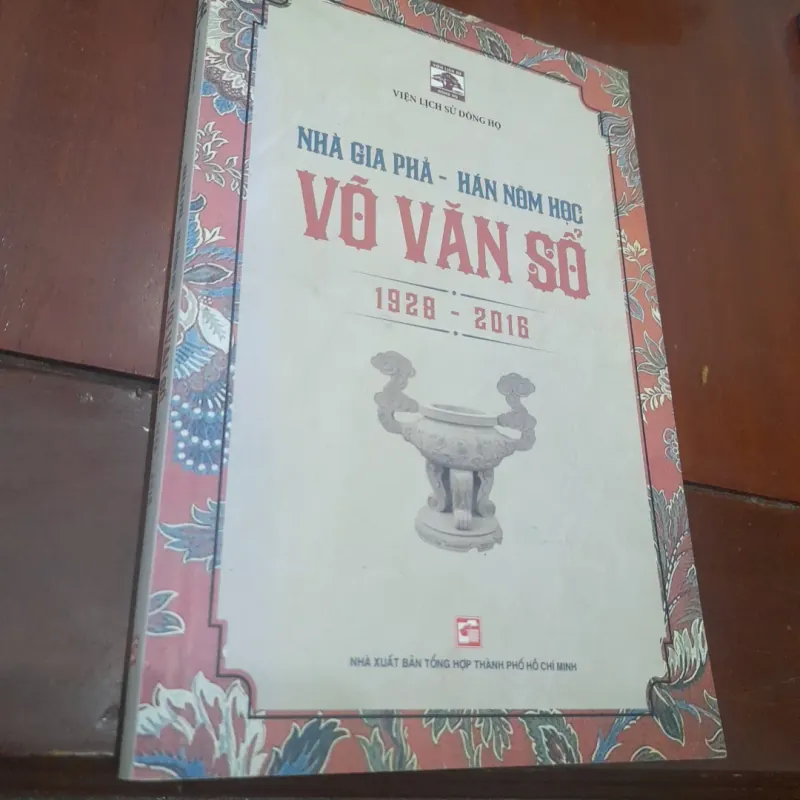 VIỆN LỊCH SỬ DÒNG HỌ
NHÀ GIA PHẢ - HÁN NÔM HỌC
VÕ VĂN SỔ
1928 - 2016
NHÀ XUẤT BẢN TỔNG HỢP THÀNH PHỐ HỒ CHÍ MINH